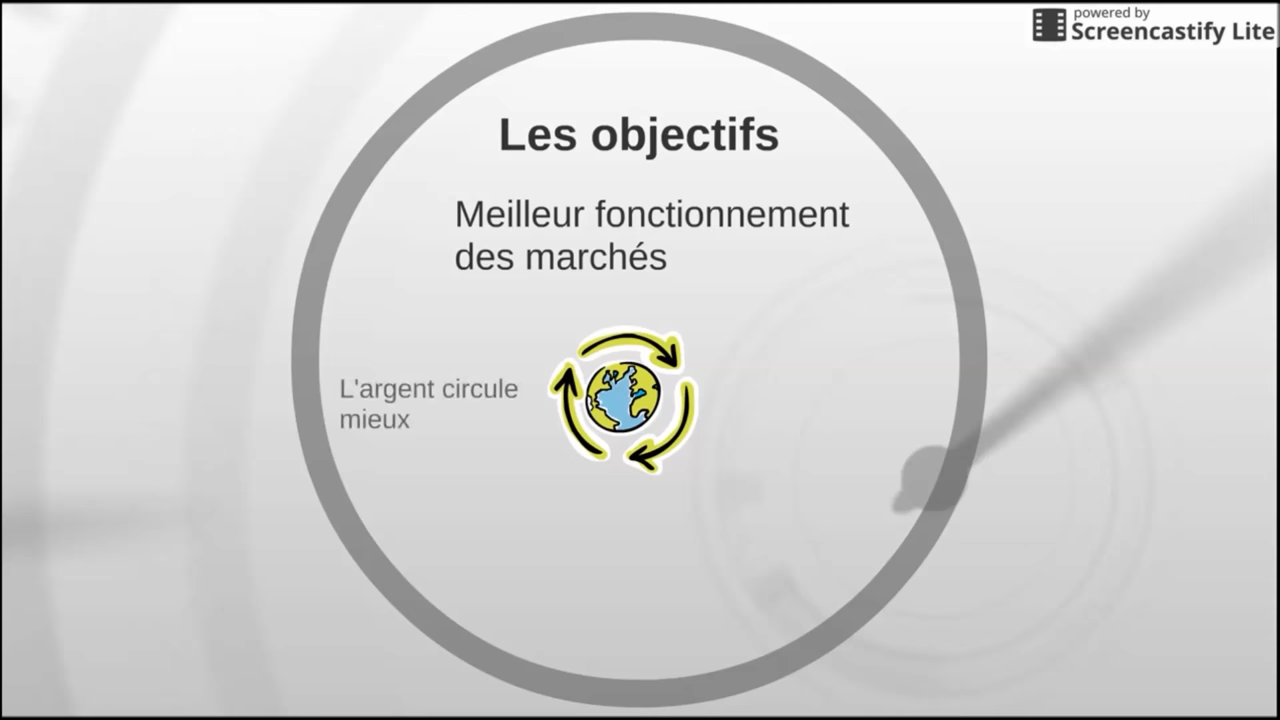 powered by
Screencastify Lite
Les objectifs
Meilleur fonctionnement
des marchés
L'argent circule
mieux